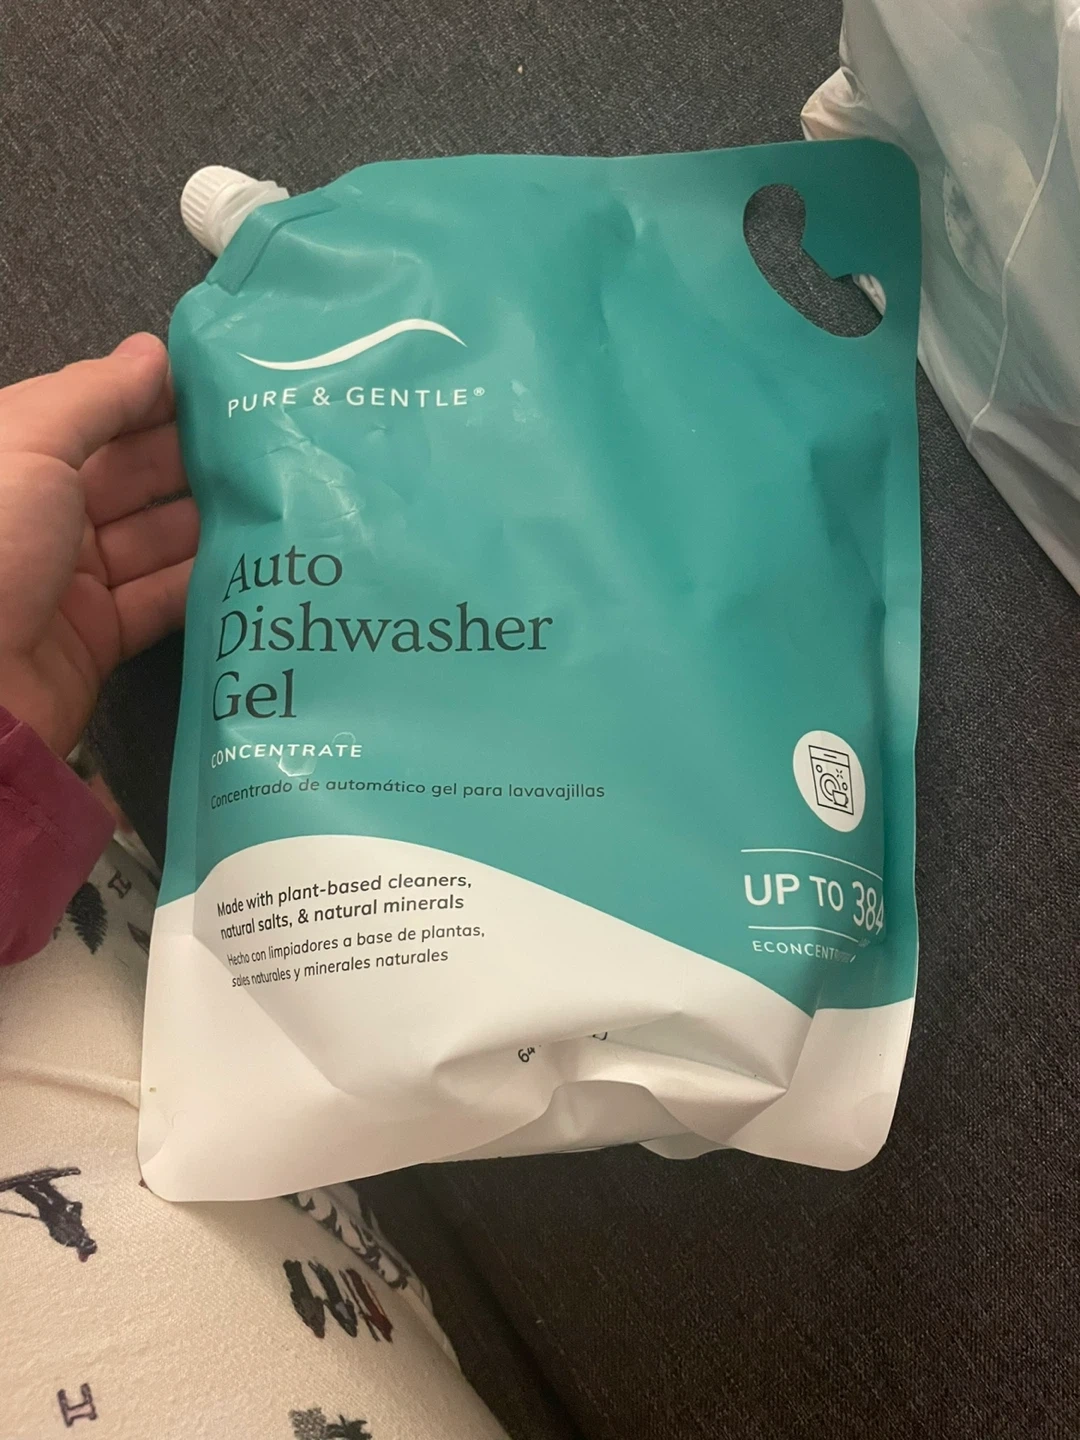 PURE & GENTLE®
Auto
Dishwasher
Gel
CONCENTRATE
Concentrado de automático gel para lavavajillas
Made with plant-based cleaners,
natural salts, & natural minerals
Hecho con limpiadores a base de plantas,
sales naturales y minerales naturales
UP TO 384
64